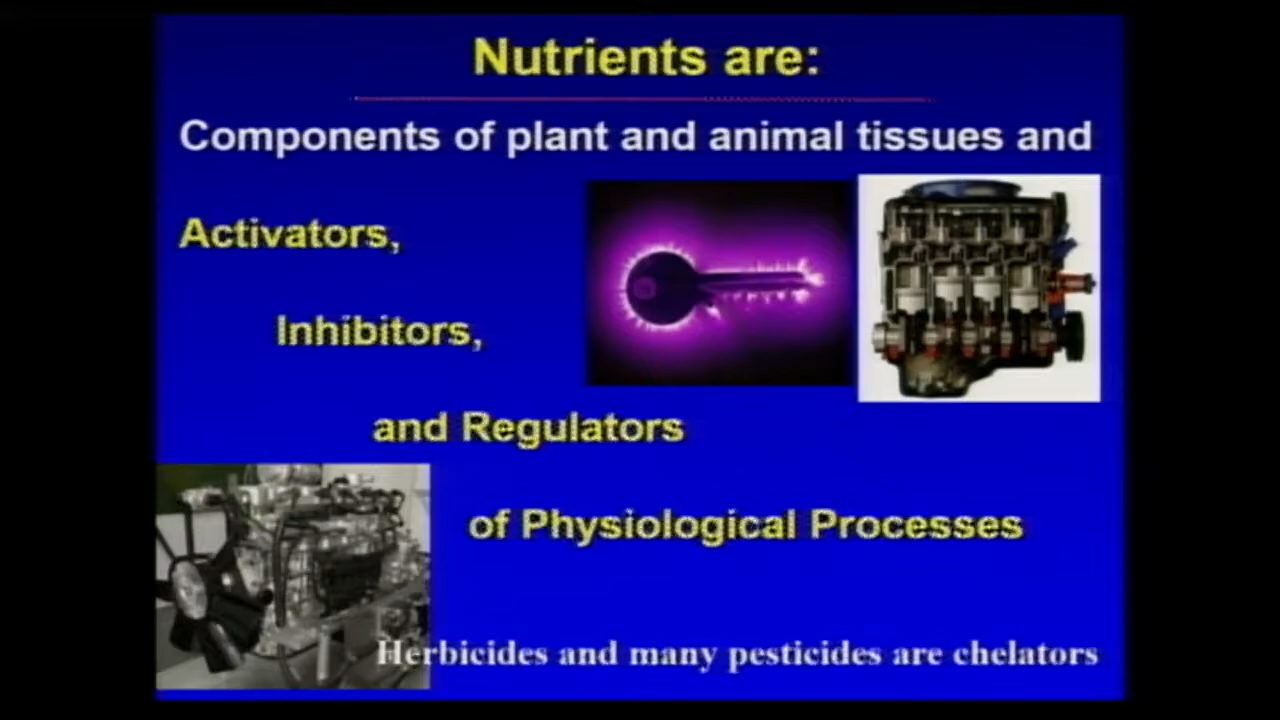 Nutrients are:
Components of plant and animal tissues and
Activators,
Inhibitors,
and Regulators
of Physiological Processes
Herbicides and many pesticides are chelators